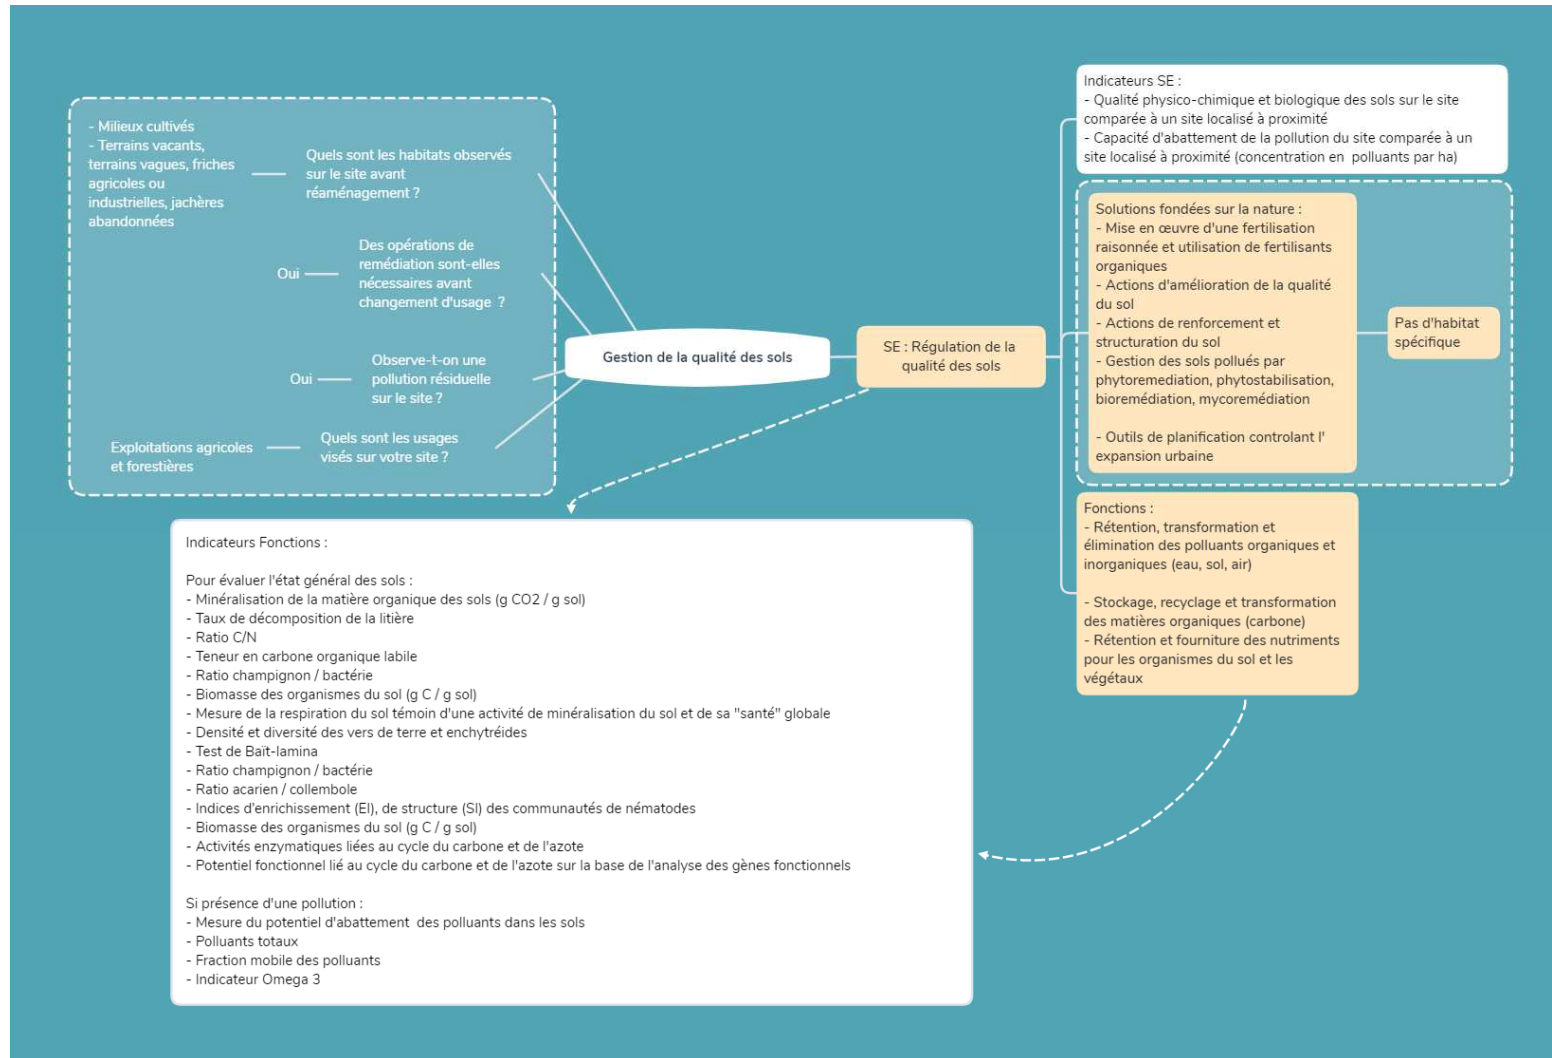 - Milieux cultivés
- Terrains vacants,
terrains vagues, friches
agricoles ou
industrielles, jachères
abandonnées
Quels sont les habitats observés
sur le site avant
réaménagement ?
Oui
Des opérations de
remédiation sont-elles
nécessaires avant
changement d'usage  ?
Oui
Observe-t-on une
pollution résiduelle
sur le site ?
Exploitations agricoles
et forestières
Quels sont les usages
visés sur votre site ?
Gestion de la qualité des sols
SE : Régulation de la
qualité des sols
Indicateurs SE :
- Qualité physico-chimique et biologique des sols sur le site
comparée à un site localisé à proximité
- Capacité d'abattement de la pollution du site comparée à un
site localisé à proximité (concentration en  polluants par ha)
Solutions fondées sur la nature :
- Mise en œuvre d'une fertilisation
raisonnée et utilisation de fertilisants
organiques
- Actions d'amélioration de la qualité
du sol
- Actions de renforcement et
structuration du sol
- Gestion des sols pollués par
phytoremediation, phytostabilisation,
bioremédiation, mycoremédiation
- Outils de planification controlant l'
expansion urbaine
Pas d'habitat
spécifique
Fonctions :
- Rétention, transformation et
élimination des polluants organiques et
inorganiques (eau, sol, air)
- Stockage, recyclage et transformation
des matières organiques (carbone)
- Rétention et fourniture des nutriments
pour les organismes du sol et les
végétaux
Indicateurs Fonctions :
Pour évaluer l'état général des sols :
- Minéralisation de la matière organique des sols (g CO2 / g sol)
- Taux de décomposition de la litière
- Ratio C/N
- Teneur en carbone organique labile
- Ratio champignon / bactérie
- Biomasse des organismes du sol (g C / g sol)
- Mesure de la respiration du sol témoin d'une activité de minéralisation du sol et de sa "santé" globale
- Densité et diversité des vers de terre et enchytréides
- Test de Baït-lamina
- Ratio champignon / bactérie
- Ratio acarien / collembole
- Indices d'enrichissement (EI), de structure (SI) des communautés de nématodes
- Biomasse des organismes du sol (g C / g sol)
- Activités enzymatiques liées au cycle du carbone et de l'azote
- Potentiel fonctionnel lié au cycle du carbone et de l'azote sur la base de l'analyse des gènes fonctionnels
Si présence d'une pollution :
- Mesure du potentiel d'abattement  des polluants dans les sols
- Polluants totaux
- Fraction mobile des polluants
- Indicateur Omega 3